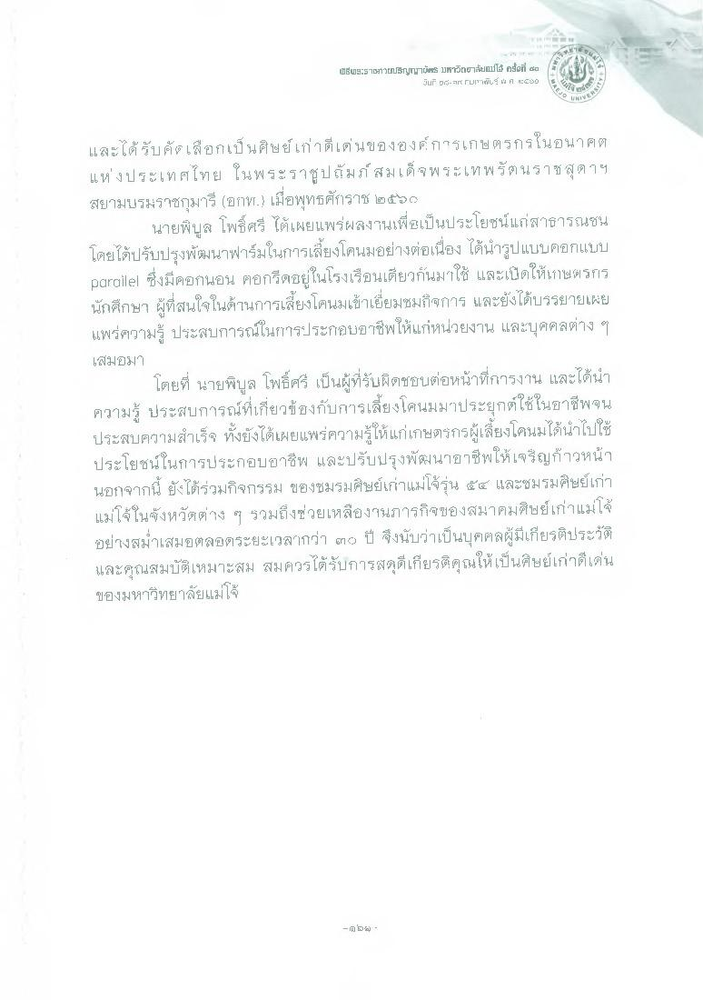 พิธีพระราชทานปริญญาบัตร มหาวิทยาลัยแม่โจ้ ครั้งที่ ๔๐
วันที่ ๑๘-๑๙ กุมภาพันธ์ พ.ศ. ๒๕๖๑
MAEJO UNIVERSITY
และได้รับคัดเลือกเป็นศิษย์เก่าดีเด่นขององค์การเกษตรกรในอนาคต
แห่งประเทศไทย ในพระราชูปถัมภ์สมเด็จพระเทพรัตนราชสุดาฯ
สยามบรมราชกุมารี (อกท.) เมื่อพุทธศักราช ๒๕๖๐
นายพิบูล โพธิ์ศรี ได้เผยแพร่ผลงานเพื่อเป็นประโยชน์แก่สาธารณชน
โดยได้ปรับปรุงพัฒนาฟาร์มในการเลี้ยงโคนมอย่างต่อเนื่อง ได้นำรูปแบบคอกแบบ
parallel ซึ่งมีคอกนอน คอกรีดอยู่ในโรงเรือนเดียวกันมาใช้ และเปิดให้เกษตรกร
นักศึกษา ผู้ที่สนใจในด้านการเลี้ยงโคนมเข้าเยี่ยมชมกิจการ และยังได้บรรยายเผย
แพร่ความรู้ ประสบการณ์ในการประกอบอาชีพให้แก่หน่วยงาน และบุคคลต่าง ๆ
เสมอมา
โดยที่ นายพิบูล โพธิ์ศรี เป็นผู้ที่รับผิดชอบต่อหน้าที่การงาน และได้นำ
ความรู้ ประสบการณ์ที่เกี่ยวข้องกับการเลี้ยงโคนมมาประยุกต์ใช้ในอาชีพจน
ประสบความสำเร็จ ทั้งยังได้เผยแพร่ความรู้ให้แก่เกษตรกรผู้เลี้ยงโคนมได้นำไปใช้
ประโยชน์ในการประกอบอาชีพ และปรับปรุงพัฒนาอาชีพให้เจริญก้าวหน้า
นอกจากนี้ ยังได้ร่วมกิจกรรม ของชมรมศิษย์เก่าแม่โจ้รุ่น ๕๔ และชมรมศิษย์เก่า
แม่โจ้ในจังหวัดต่าง ๆ รวมถึงช่วยเหลืองานภารกิจของสมาคมศิษย์เก่าแม่โจ้
อย่างสม่ำเสมอตลอดระยะเวลากว่า ๓๐ ปี จึงนับว่าเป็นบุคคลผู้มีเกียรติประวัติ
และคุณสมบัติเหมาะสม สมควรได้รับการสดุดีเกียรติคุณให้เป็นศิษย์เก่าดีเด่น
ของมหาวิทยาลัยแม่โจ้
-๑๖๑-